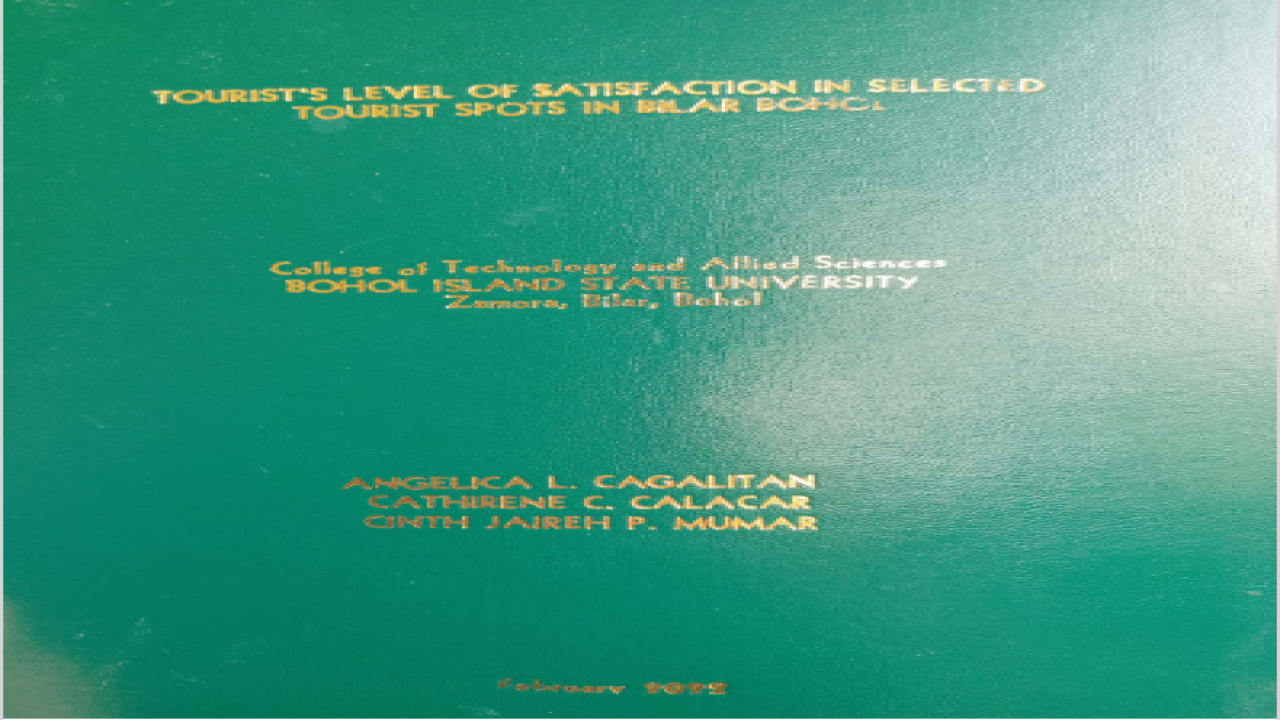 TOURIST'S LEVEL OF SATISFACTION IN SELECTED
TOURIST SPOTS IN BILAR BOHOL
College of Technology and Allied Sciences
BOHOL ISLAND STATE UNIVERSITY
Zamora, Bilar, Bohol
ANGELICA L. CAGALITAN
CATHIRENE C. CALACAR
CINTH JAIREH P. MUMAR
February 2022